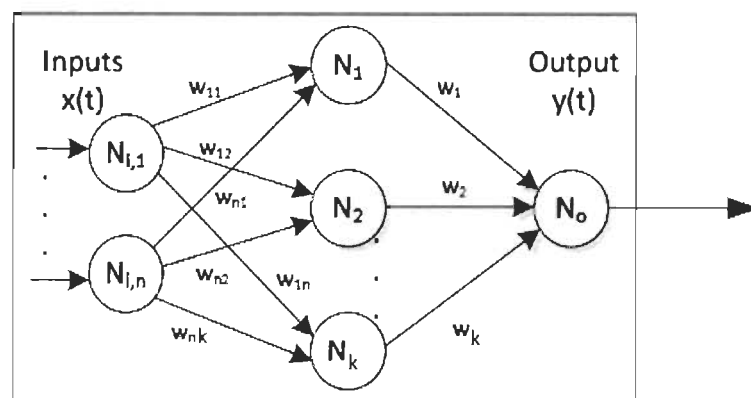 Inputs
x(t)
Output
y(t)
N₁
N₂
Nₖ
Nᵢ,₁
Nᵢ,ₙ
Nₒ
w₁₁
w₁₂
wₙ₁
wₙ₂
w₁ₙ
wₙₖ
w₁
w₂
wₖ